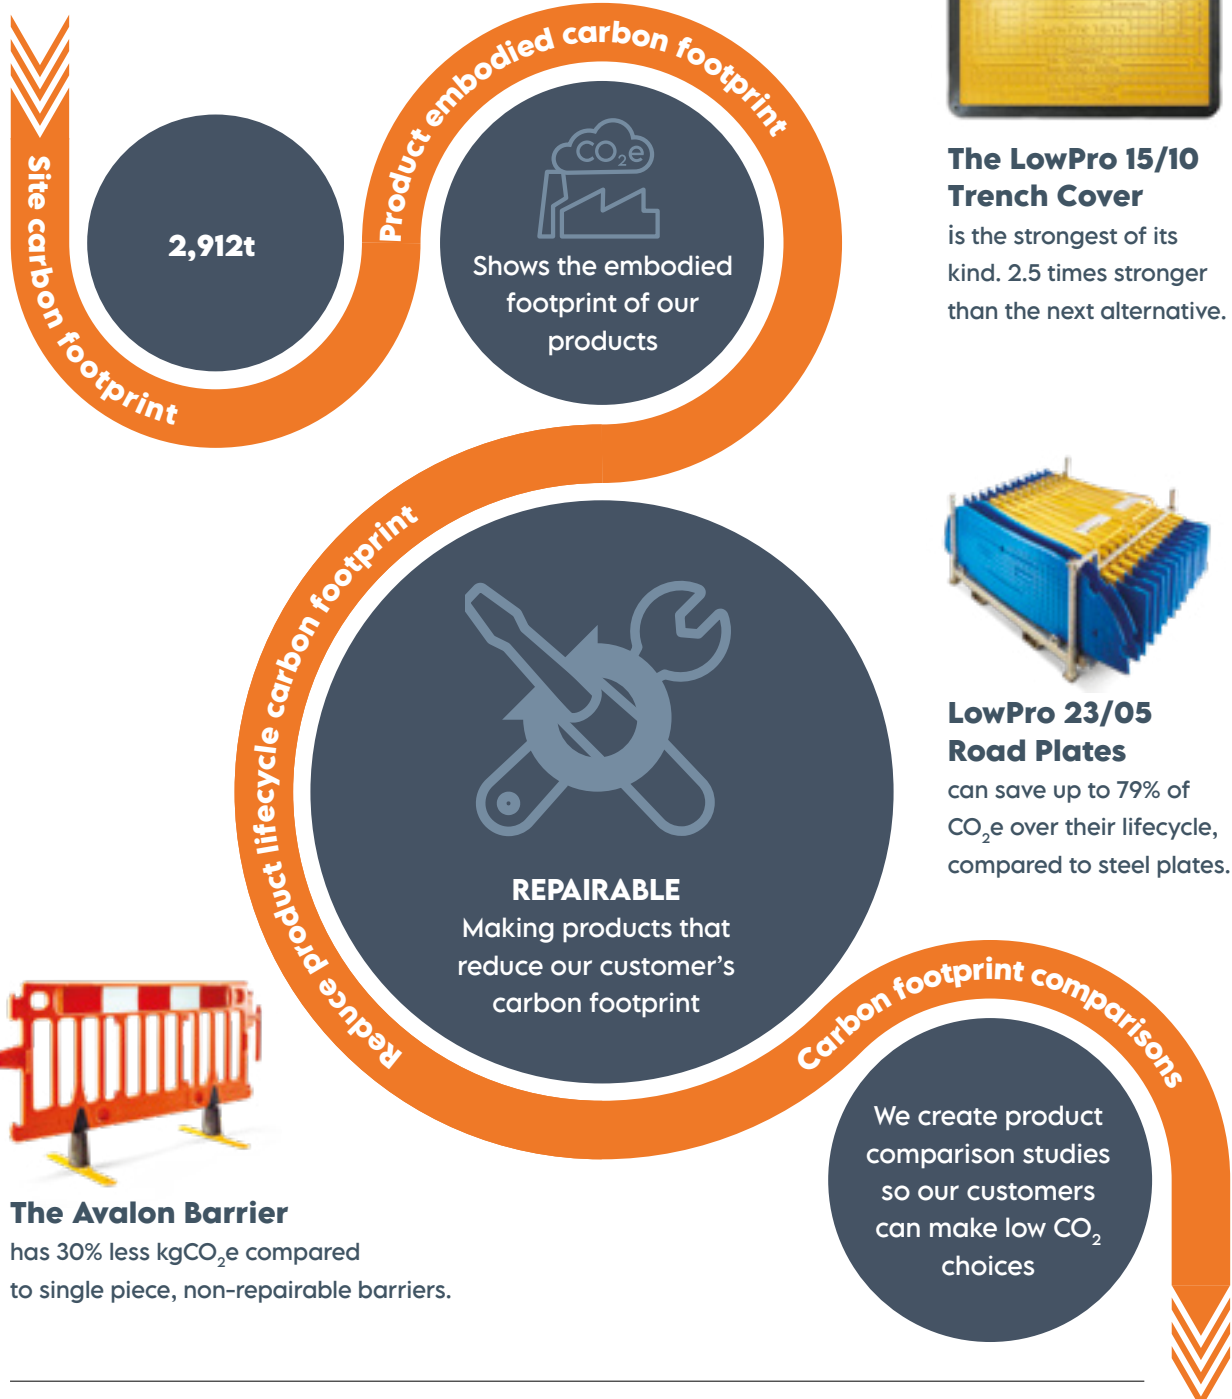 Site carbon footprint
2,912t
Product embodied carbon footprint
CO₂e
Shows the embodied
footprint of our
products
The LowPro 15/10
Trench Cover
is the strongest of its
kind. 2.5 times stronger
than the next alternative.
Reduce product lifecycle carbon footprint
REPAIRABLE
Making products that
reduce our customer’s
carbon footprint
LowPro 23/05
Road Plates
can save up to 79% of
CO₂e over their lifecycle,
compared to steel plates.
The Avalon Barrier
has 30% less kgCO₂e compared
to single piece, non-repairable barriers.
Carbon footprint comparisons
We create product
comparison studies
so our customers
can make low CO₂
choices